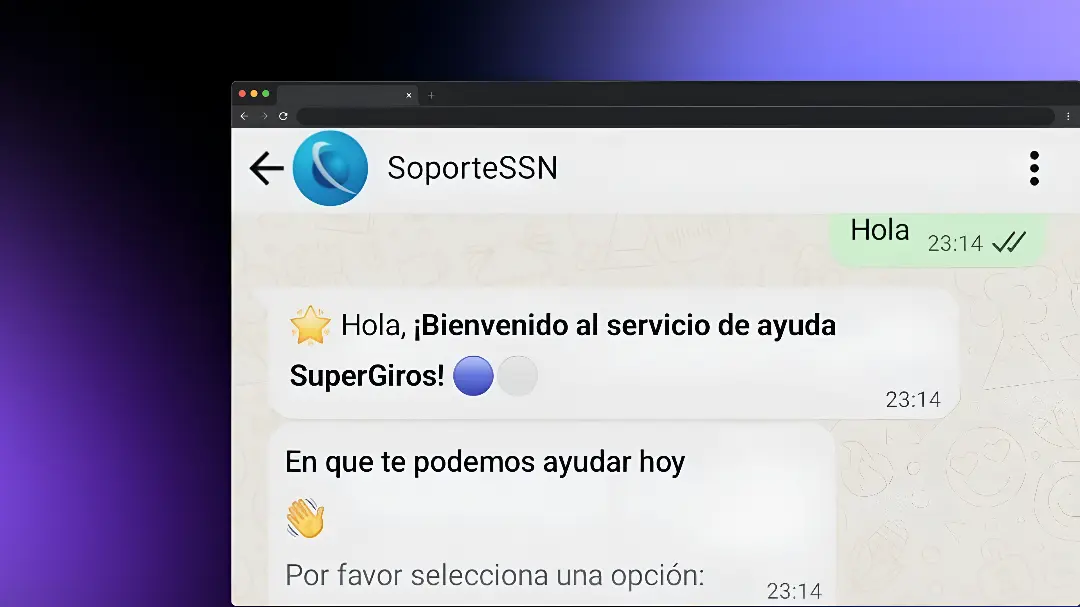 SoporteSSN
Hola 23:14
Hola, ¡Bienvenido al servicio de ayuda
SuperGiros!
23:14
En que te podemos ayudar hoy
Por favor selecciona una opción:
23:14